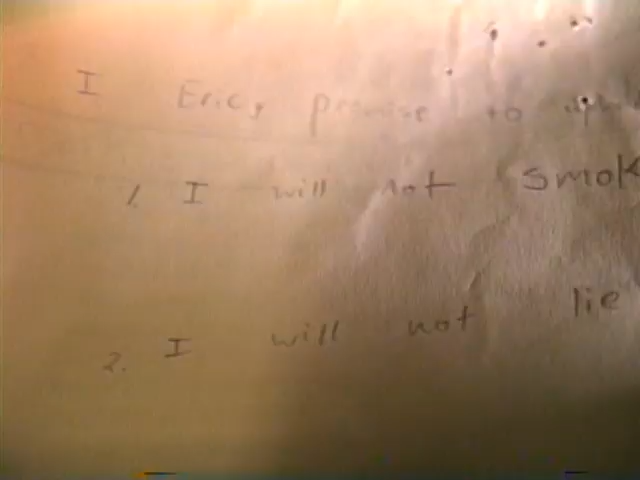 I Eric, promise to
1. I will not smok
2. I will not lie